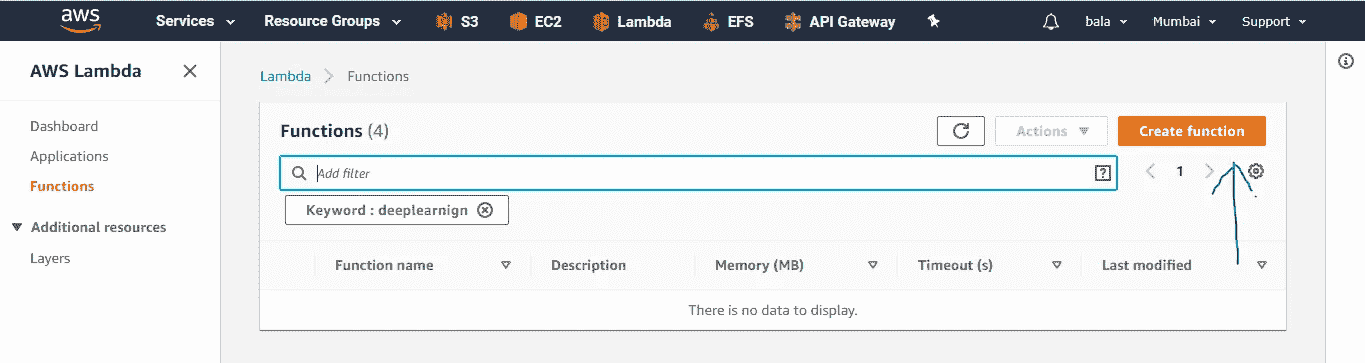 aws Services Resource Groups S3 EC2 Lambda EFS API Gateway bala Mumbai Support
AWS Lambda
Dashboard
Applications
Functions
Additional resources
Layers
Lambda Functions
Functions (4) Actions Create function
Add filter ? 1
Keyword : deeplearnign
Function name Description Memory (MB) Timeout (s) Last modified
There is no data to display.